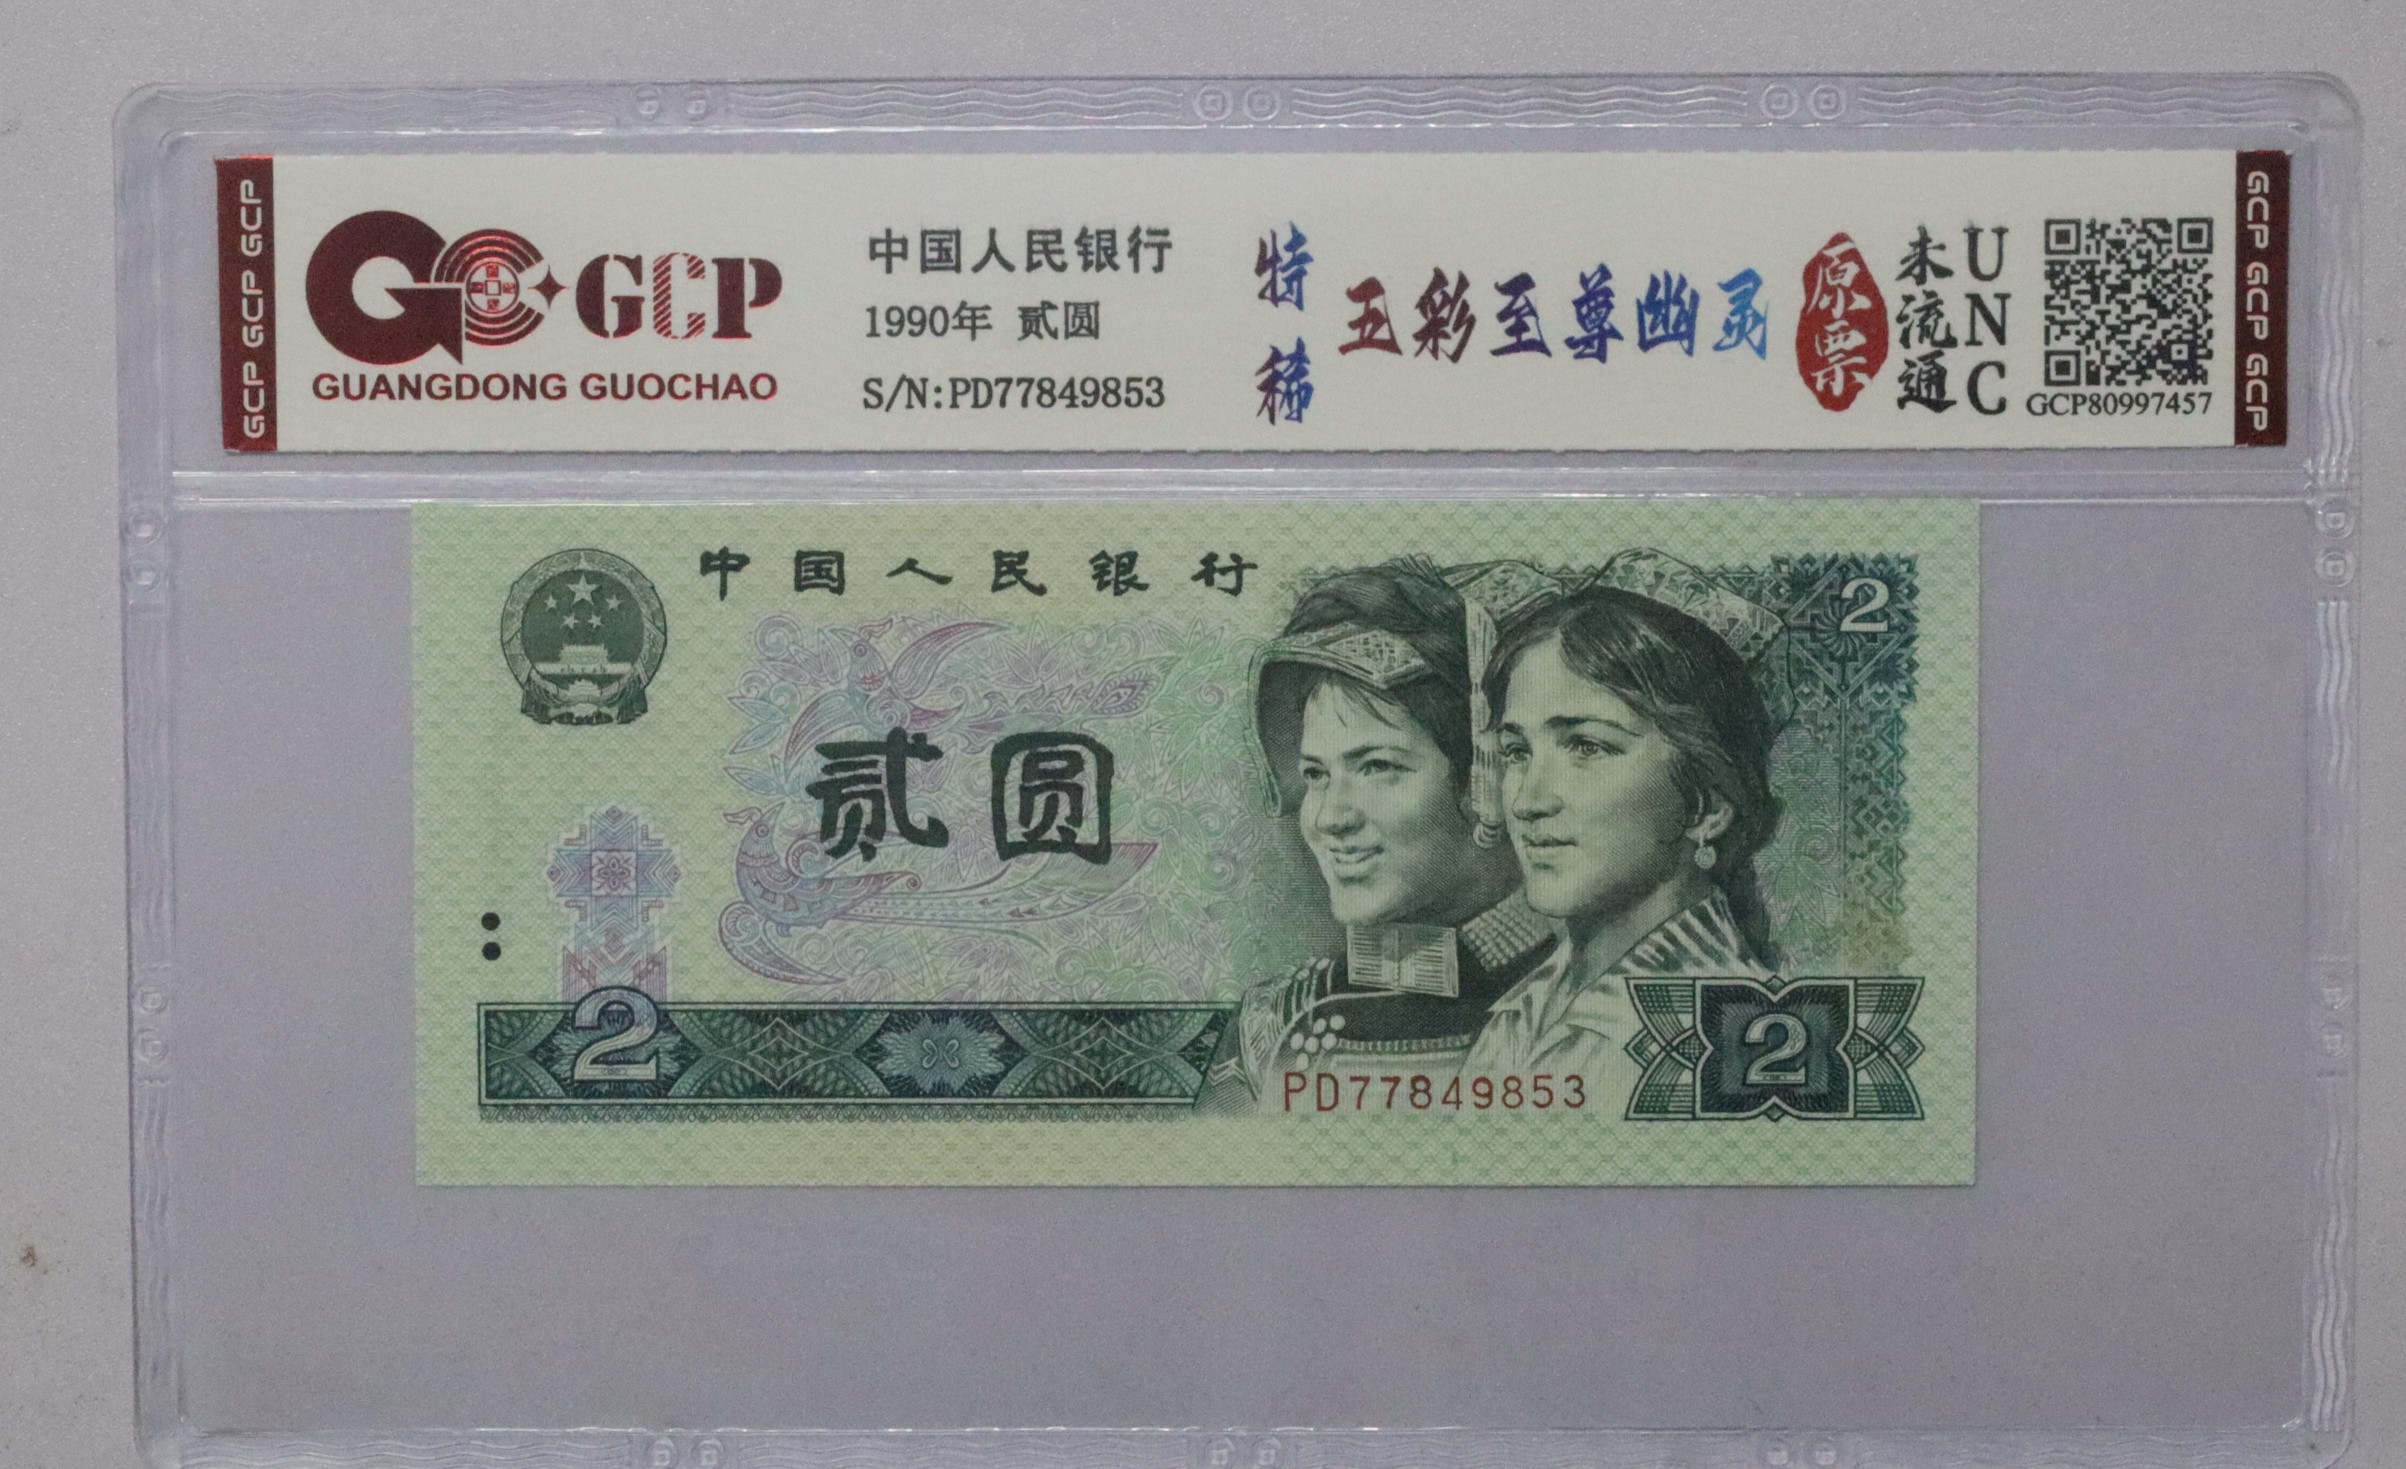 GCP GCP GCP
GCP
GUANGDONG GUOCHAO
中国人民银行
1990年 贰圆
S/N:PD77849853
特稀
五彩至尊幽灵
原票
未流通
UNC
GCP80997457
GCP GCP GCP
中国人民银行
2
贰圆
2
PD77849853
2